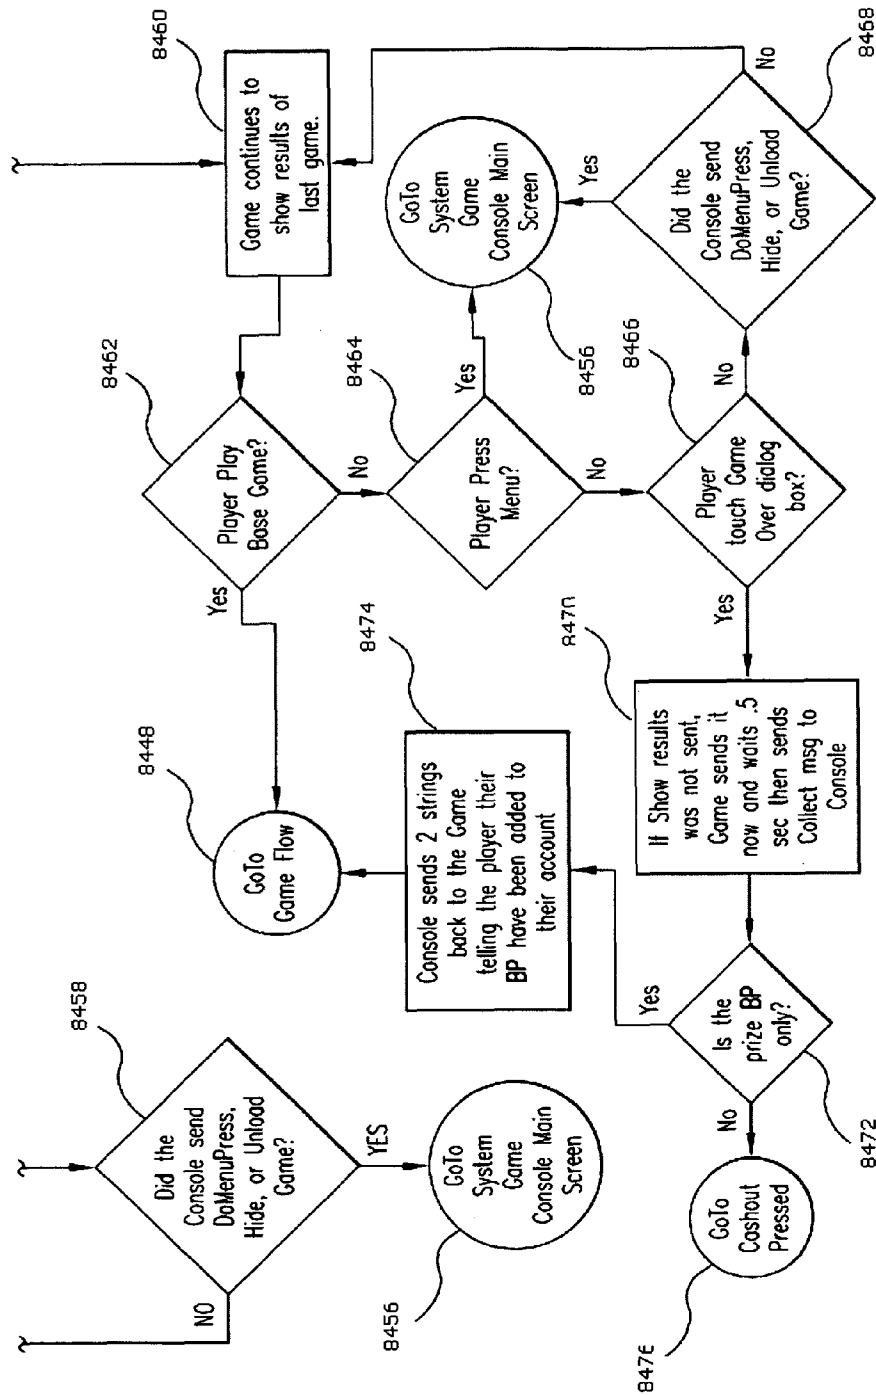 8460
Game continues to
show results of
last game.
8462
Player Play
Base Game?
Yes
No
8448
GoTo
Game Flow
8464
Player Press
Menu?
Yes
No
GoTo
System
Game
Console Main
Screen
8456
8466
Player
touch Game
Over dialog
box?
Yes
No
8468
Did the
Console send
DoMenuPress,
Hide, or Unload
Game?
Yes
No
8470
If Show results
was not sent,
Game sends it
now and waits .5
sec then sends
Collect msg to
Console
8472
Is the
prize BP
only?
Yes
No
8474
Console sends 2 strings
back to the Game
telling the player their
BP have been added to
their account
8476
GoTo
Cashout
Pressed
8458
Did the
Console send
DoMenuPress,
Hide, or Unload
Game?
NO
YES
GoTo
System
Game
Console Main
Screen
8456